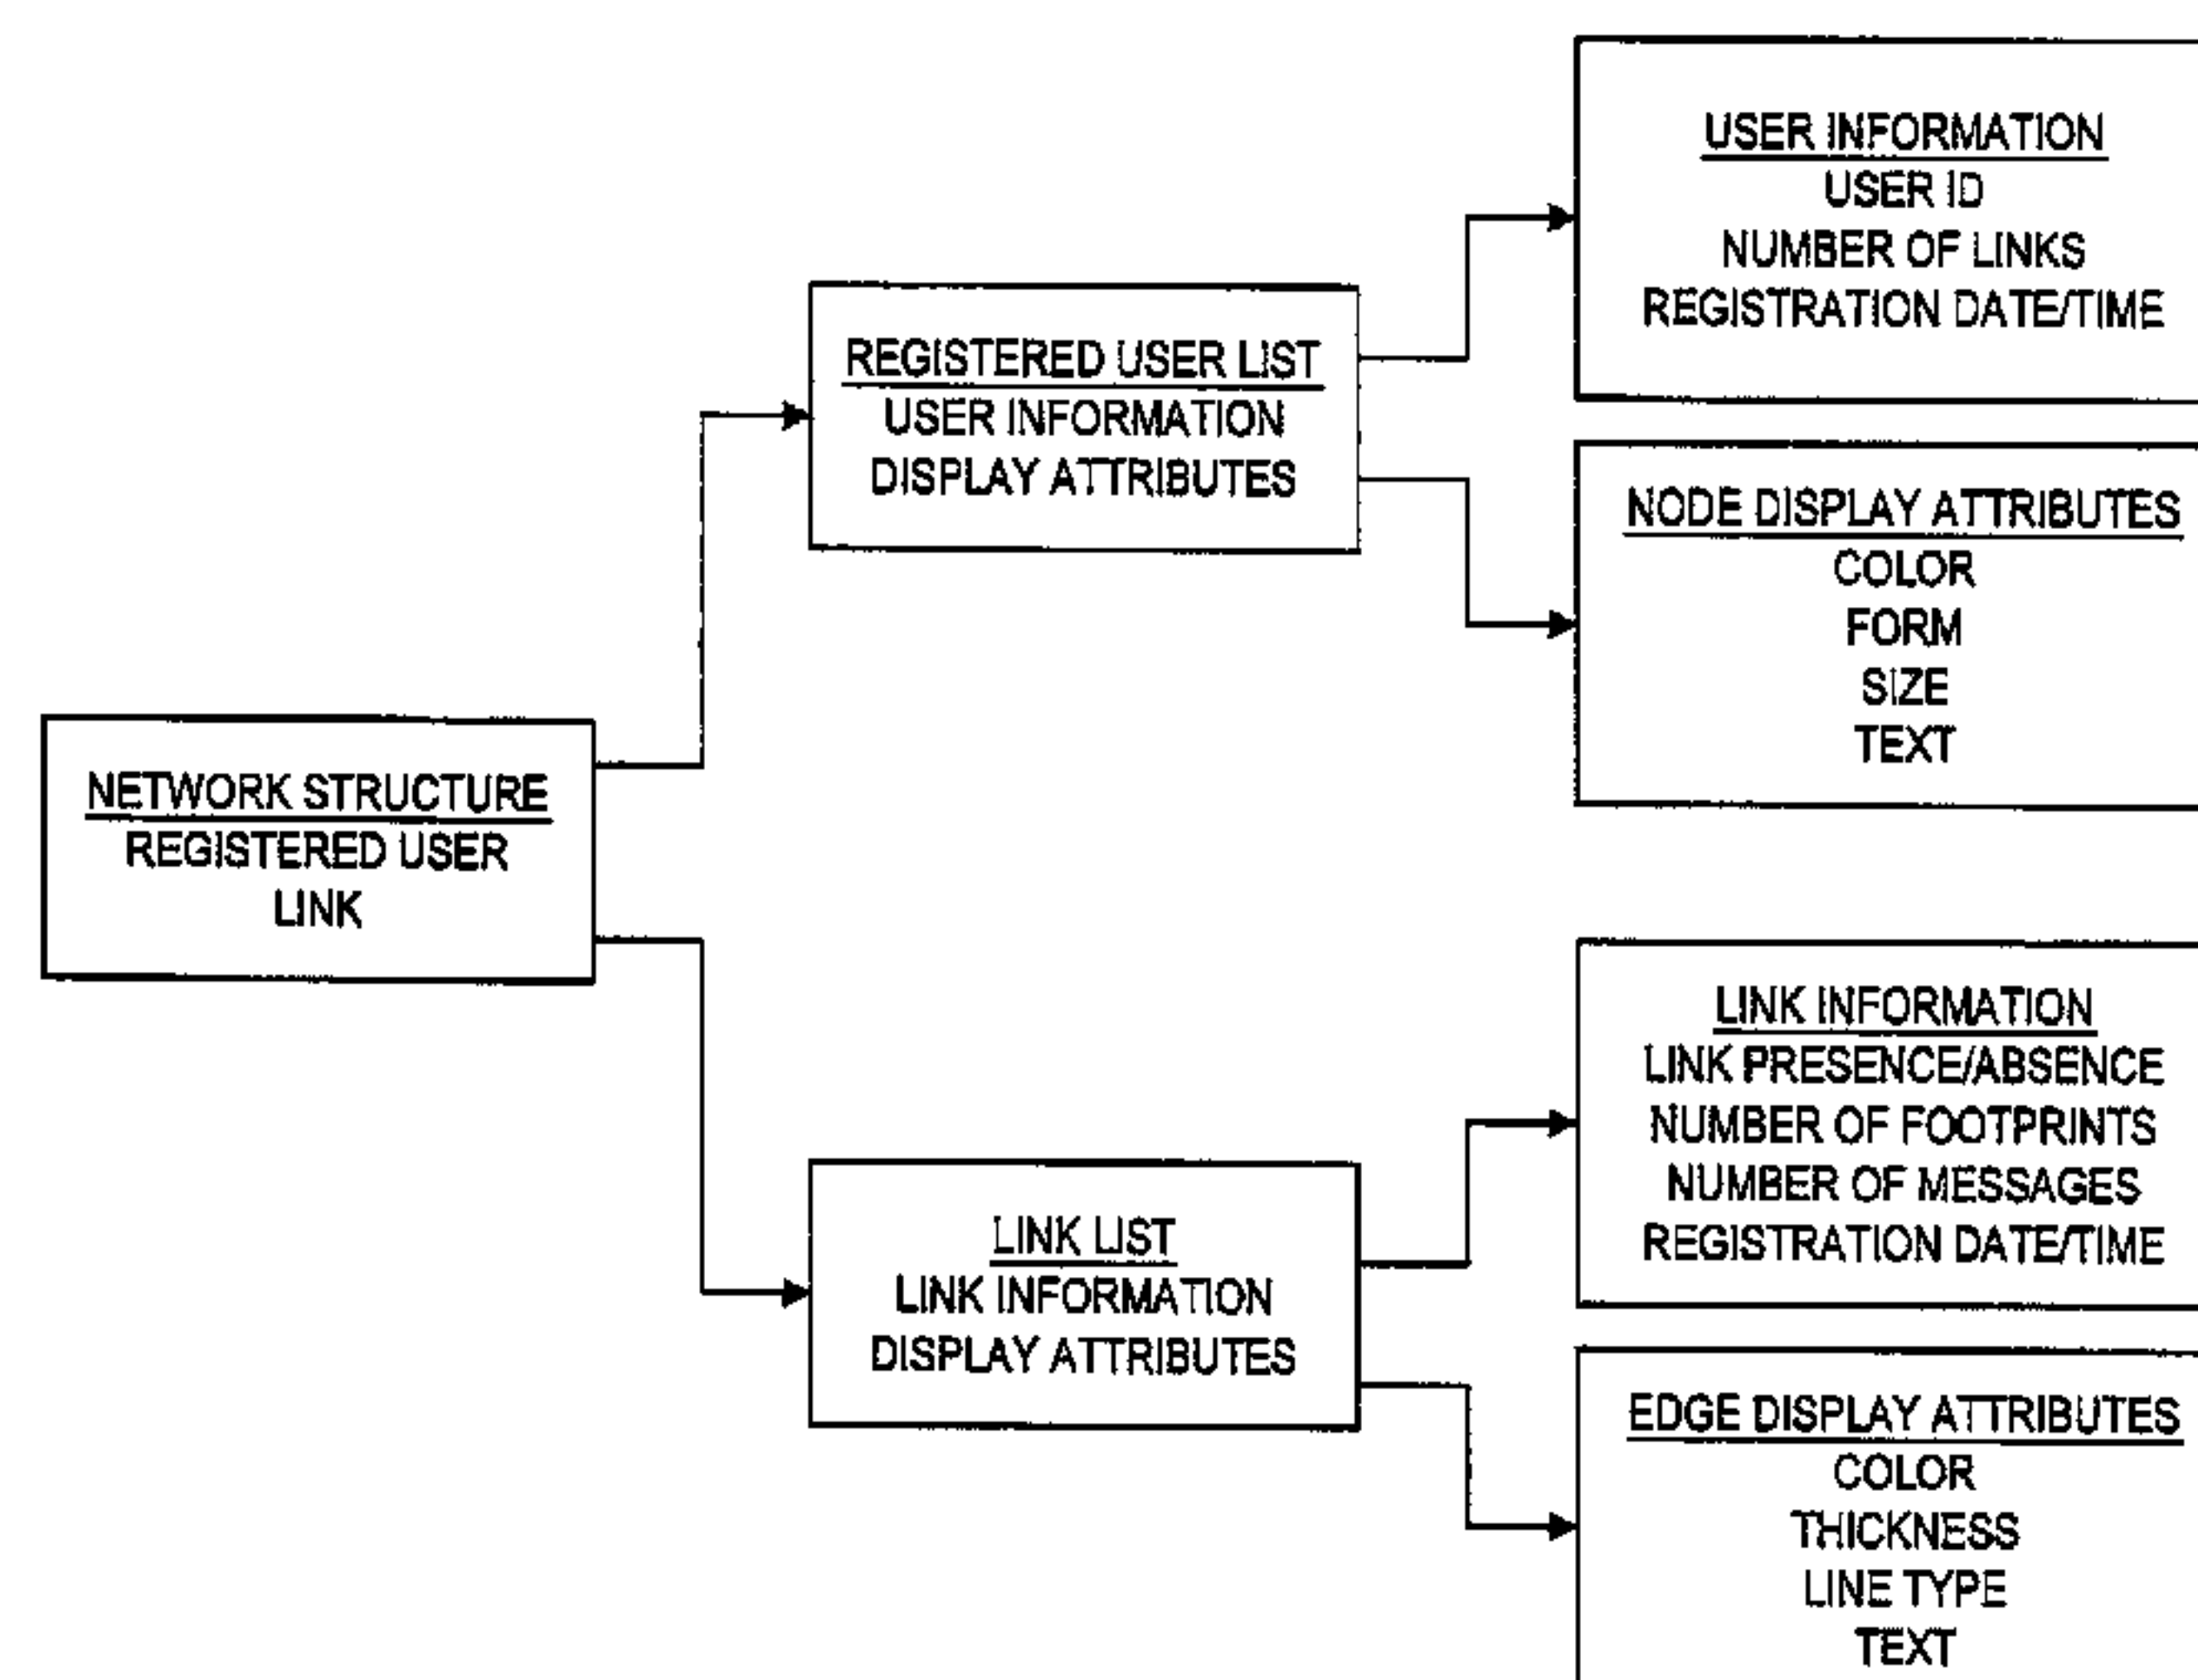 USER INFORMATION
USER ID
NUMBER OF LINKS
REGISTRATION DATE/TIME
REGISTERED USER LIST
USER INFORMATION
DISPLAY ATTRIBUTES
NODE DISPLAY ATTRIBUTES
COLOR
FORM
SIZE
TEXT
NETWORK STRUCTURE
REGISTERED USER
LINK
LINK INFORMATION
LINK PRESENCE/ABSENCE
NUMBER OF FOOTPRINTS
NUMBER OF MESSAGES
REGISTRATION DATE/TIME
LINK LIST
LINK INFORMATION
DISPLAY ATTRIBUTES
EDGE DISPLAY ATTRIBUTES
COLOR
THICKNESS
LINE TYPE
TEXT